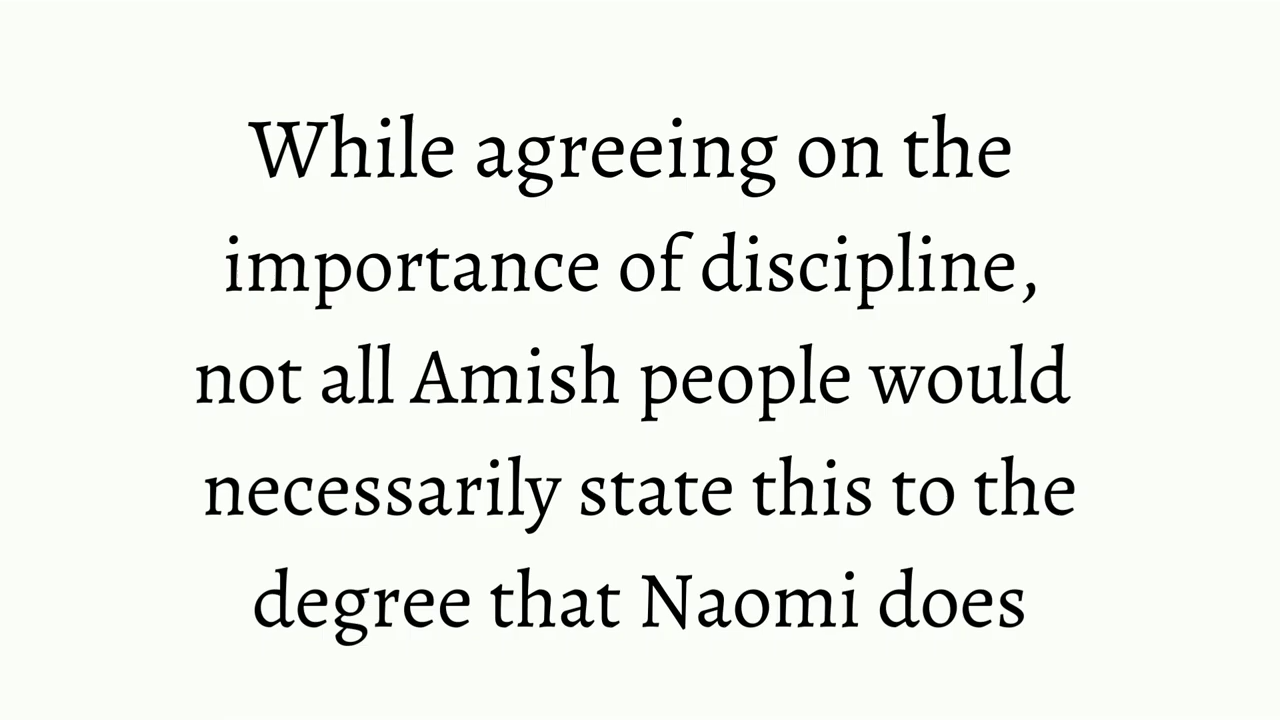 While agreeing on the
importance of discipline,
not all Amish people would
necessarily state this to the
degree that Naomi does